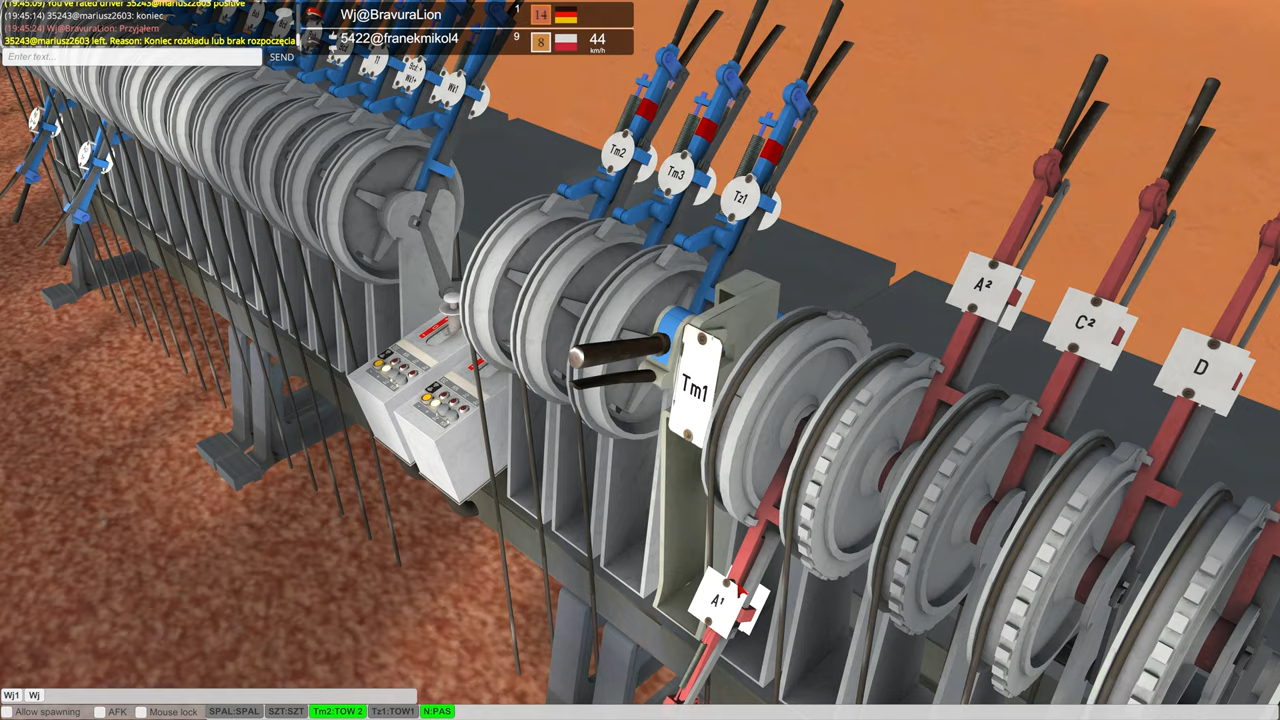 (19:45:09) You've rated driver 35243@mariusz2603 positive
(19:45:14) 35243@mariusz2603: koniec
(19:45:24) Wj@BravuraLion: Przyjąłem
35243@mariusz2603 left. Reason: Koniec rozkładu lub brak rozpoczęcia
Enter text...
SEND
Wj@BravuraLion
14
5422@franekmikol4
9
8
44
km/h
Wk1
Tm2
Tm3
Tz1
Tm1
A²
C²
D
A¹
Wj1
Wj
Allow spawning
AFK
Mouse lock
SPAL:SPAL
SZT:SZT
Tm2:TOW 2
Tz1:TOW1
N:PAS